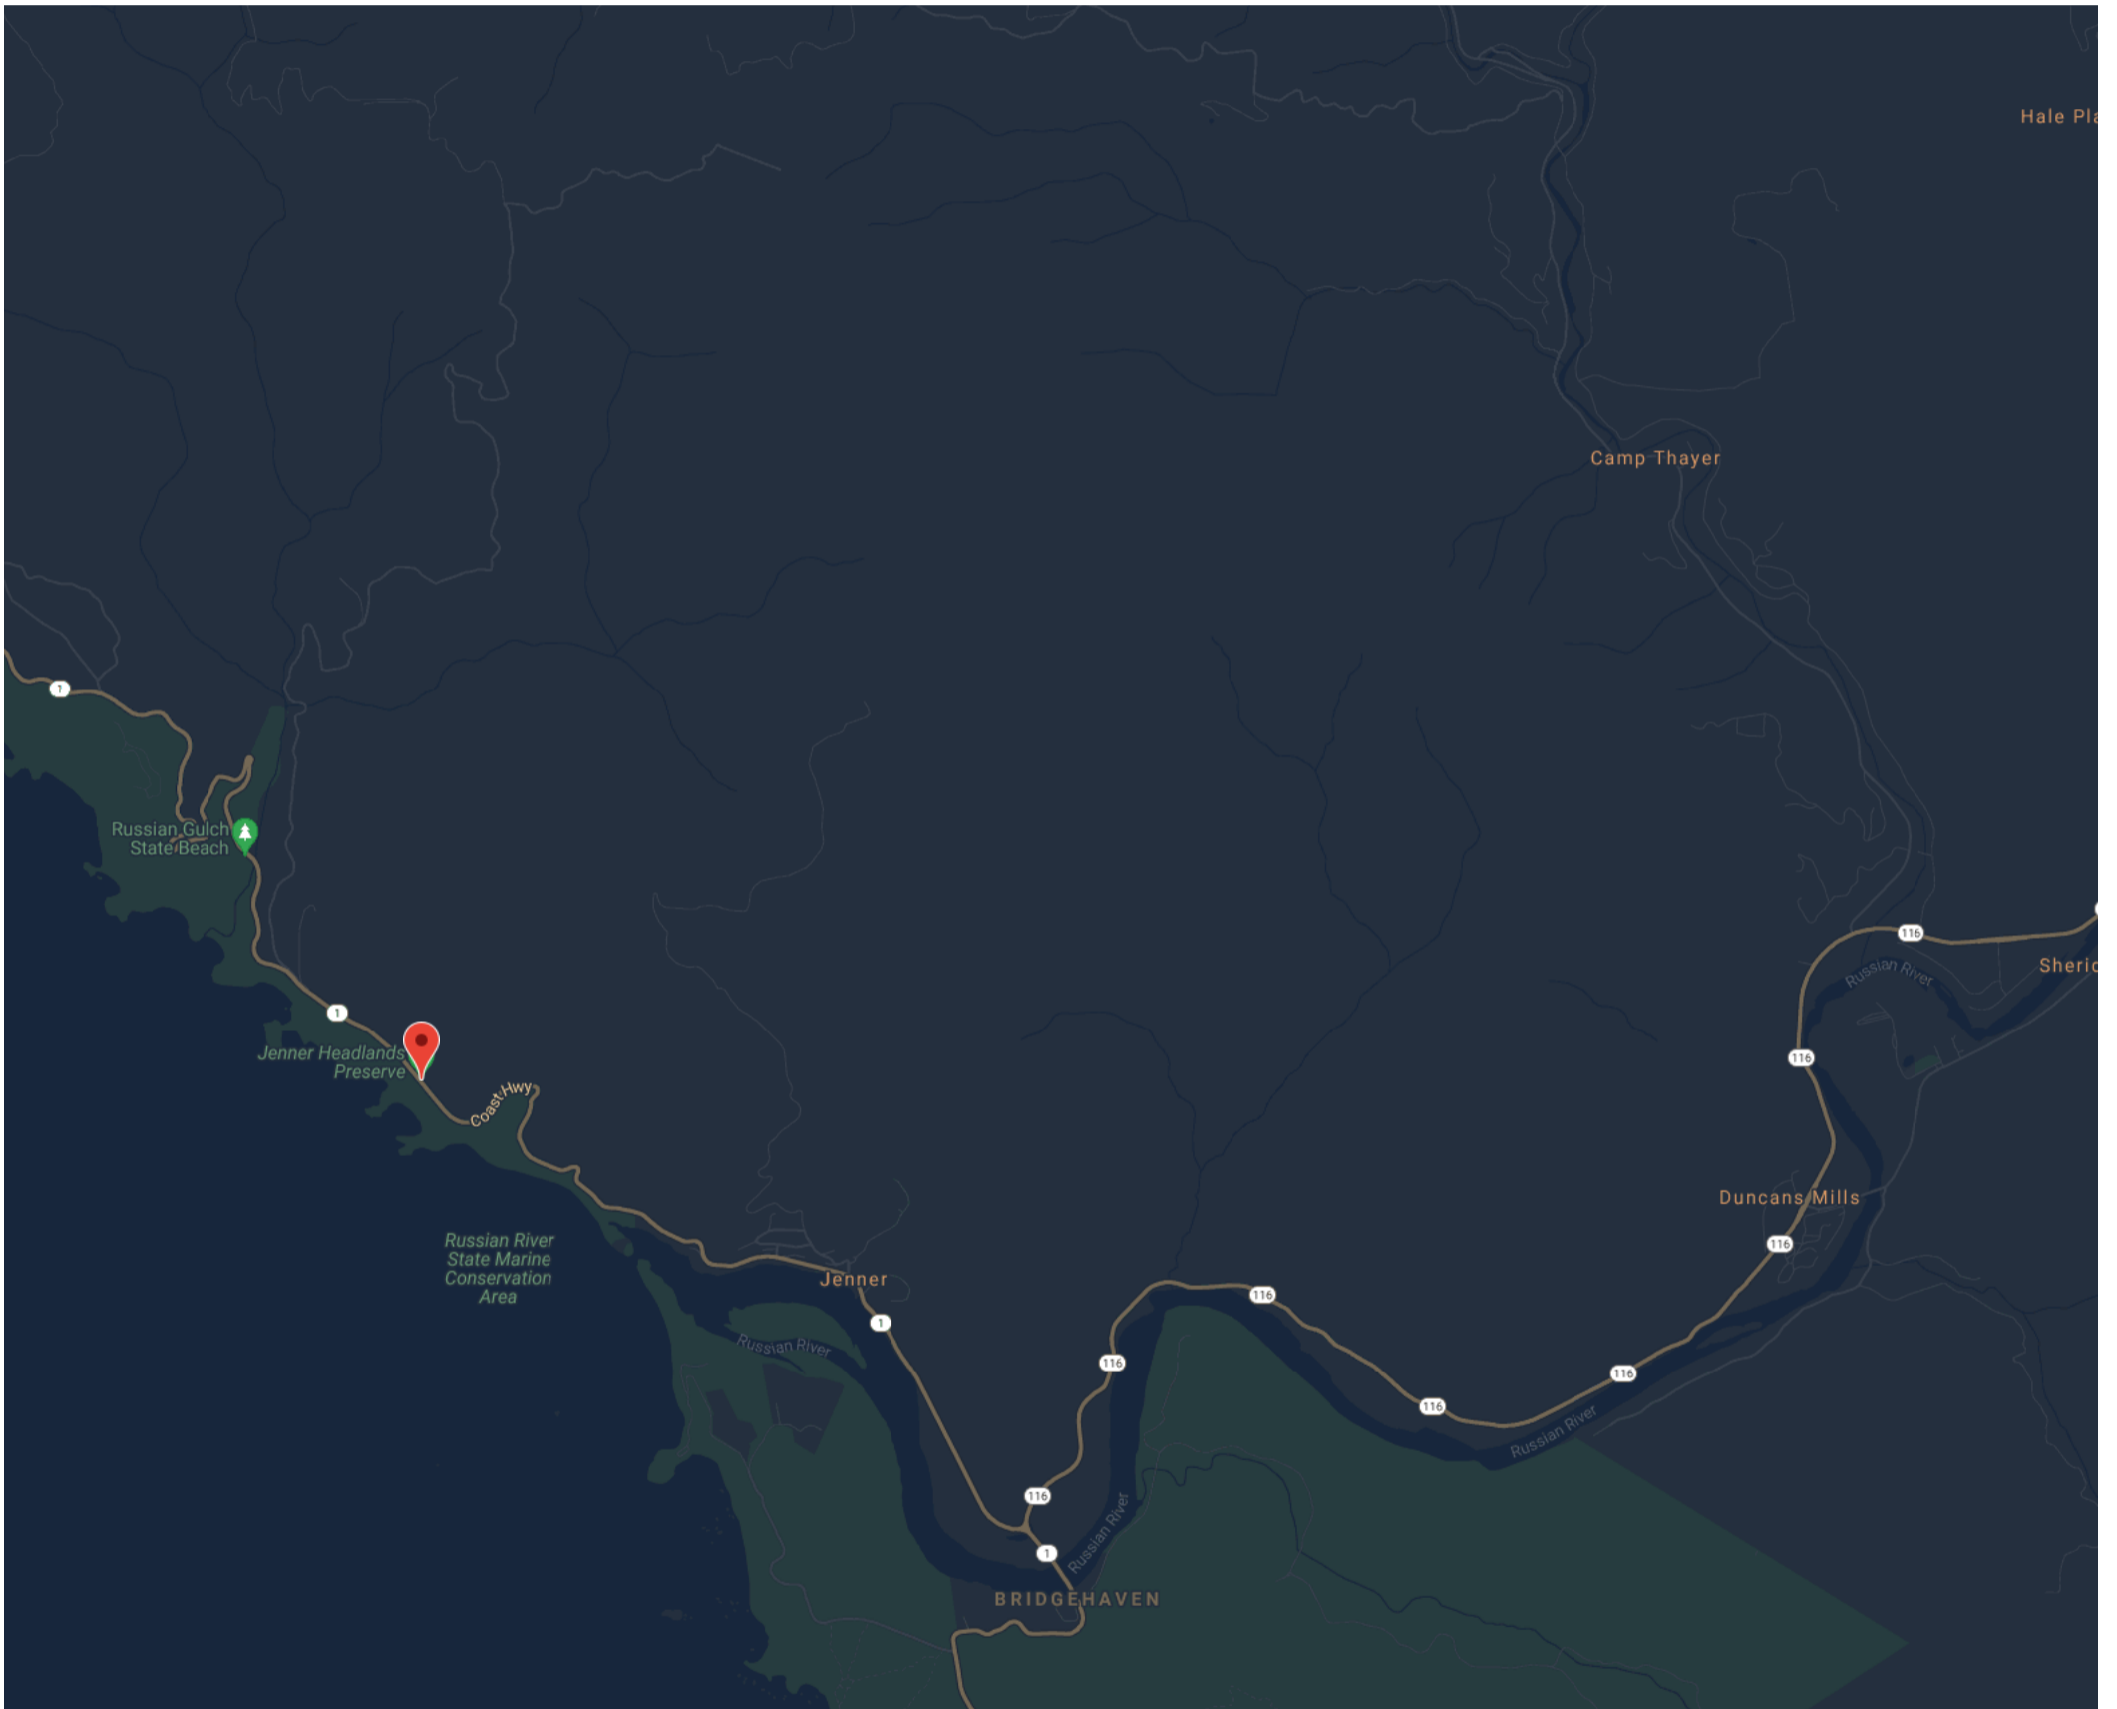 Hale Pla
Camp Thayer
1
Russian Gulch
State Beach
116
Russian River
Sheric
1
Jenner Headlands
Preserve
116
Coast Hwy
Duncans Mills
Russian River
State Marine
Conservation
Area
116
Jenner
116
1
Russian River
116
116
116
Russian River
116
Russian River
1
BRIDGEHAVEN